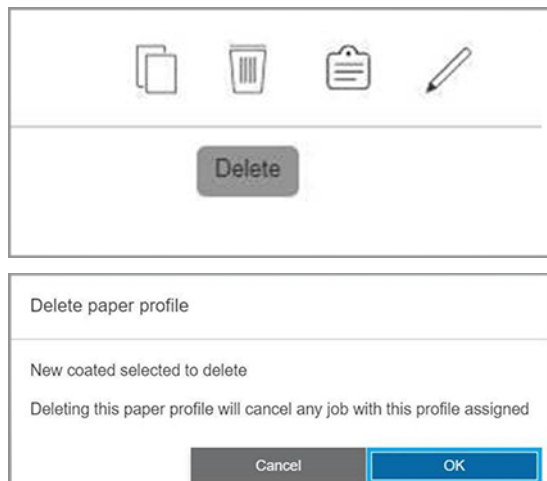 Delete
Delete paper profile
New coated selected to delete
Deleting this paper profile will cancel any job with this profile assigned
Cancel OK